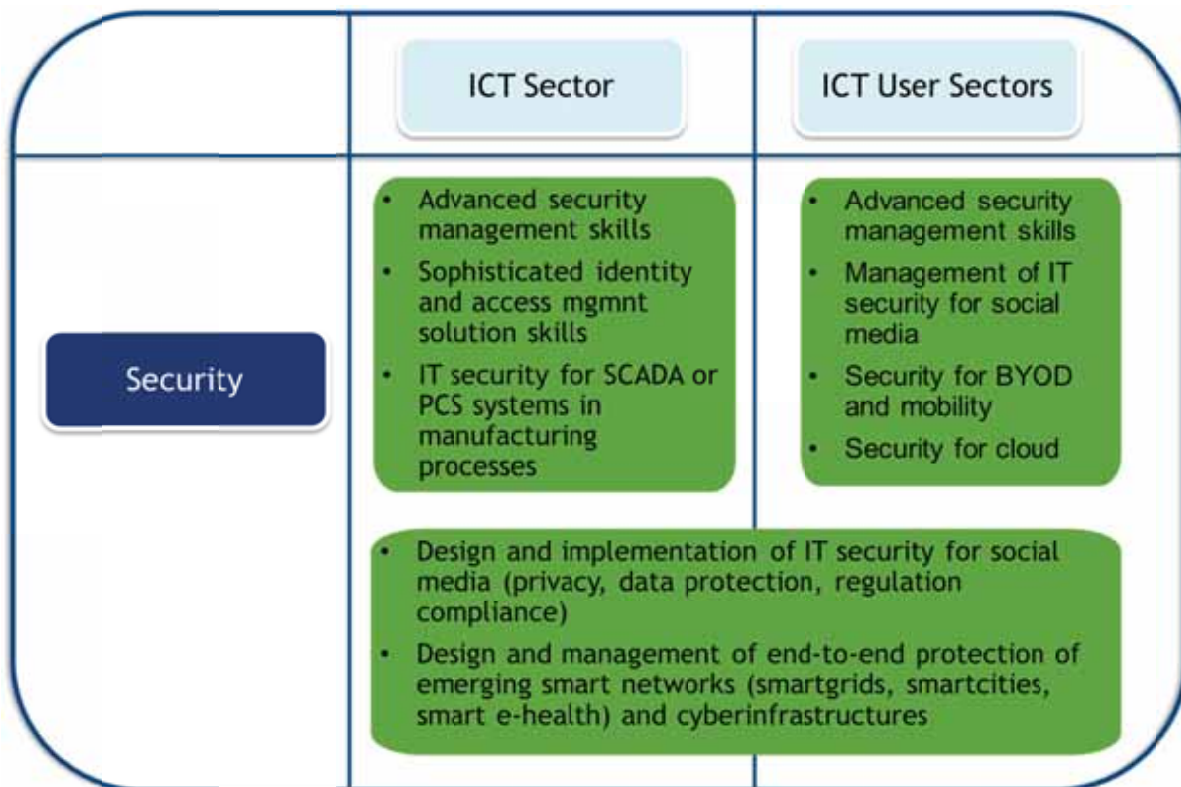 ICT Sector
ICT User Sectors
Security
• Advanced security
management skills
• Sophisticated identity
and access mgmnt
solution skills
• IT security for SCADA or
PCS systems in
manufacturing
processes
• Advanced security
management skills
• Management of IT
security for social
media
• Security for BYOD
and mobility
• Security for cloud
• Design and implementation of IT security for social
media (privacy, data protection, regulation
compliance)
• Design and management of end-to-end protection of
emerging smart networks (smartgrids, smartcities,
smart e-health) and cyberinfrastructures